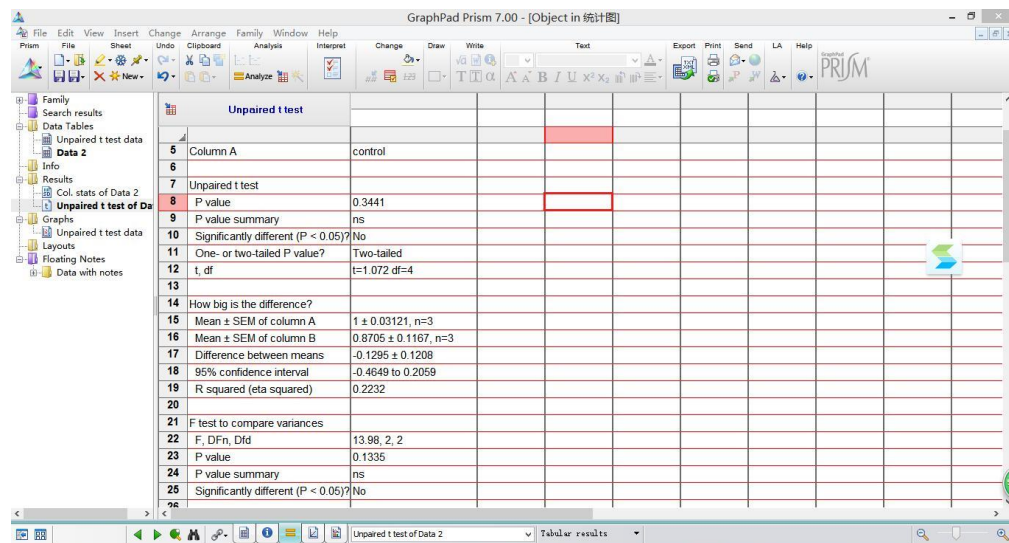 GraphPad Prism 7.00 - [Object in 统计图]
File Edit View Insert Change Arrange Family Window Help
Prism File Sheet Undo Clipboard Analysis Interpret Change Draw Write Text Export Print Send LA Help
New
Analyze
GraphPad
PRISM
Family
Search results
Data Tables
Unpaired t test data
Data 2
Info
Results
Col. stats of Data 2
Unpaired t test of Da
Graphs
Unpaired t test data
Layouts
Floating Notes
Data with notes
Unpaired t test
5 Column A control
6
7 Unpaired t test
8 P value 0.3441
9 P value summary ns
10 Significantly different (P < 0.05)? No
11 One- or two-tailed P value? Two-tailed
12 t, df t=1.072 df=4
13
14 How big is the difference?
15 Mean ± SEM of column A 1 ± 0.03121, n=3
16 Mean ± SEM of column B 0.8705 ± 0.1167, n=3
17 Difference between means -0.1295 ± 0.1208
18 95% confidence interval -0.4649 to 0.2059
19 R squared (eta squared) 0.2232
20
21 F test to compare variances
22 F, DFn, Dfd 13.98, 2, 2
23 P value 0.1335
24 P value summary ns
25 Significantly different (P < 0.05)? No
26
Unpaired t test of Data 2
Tabular results